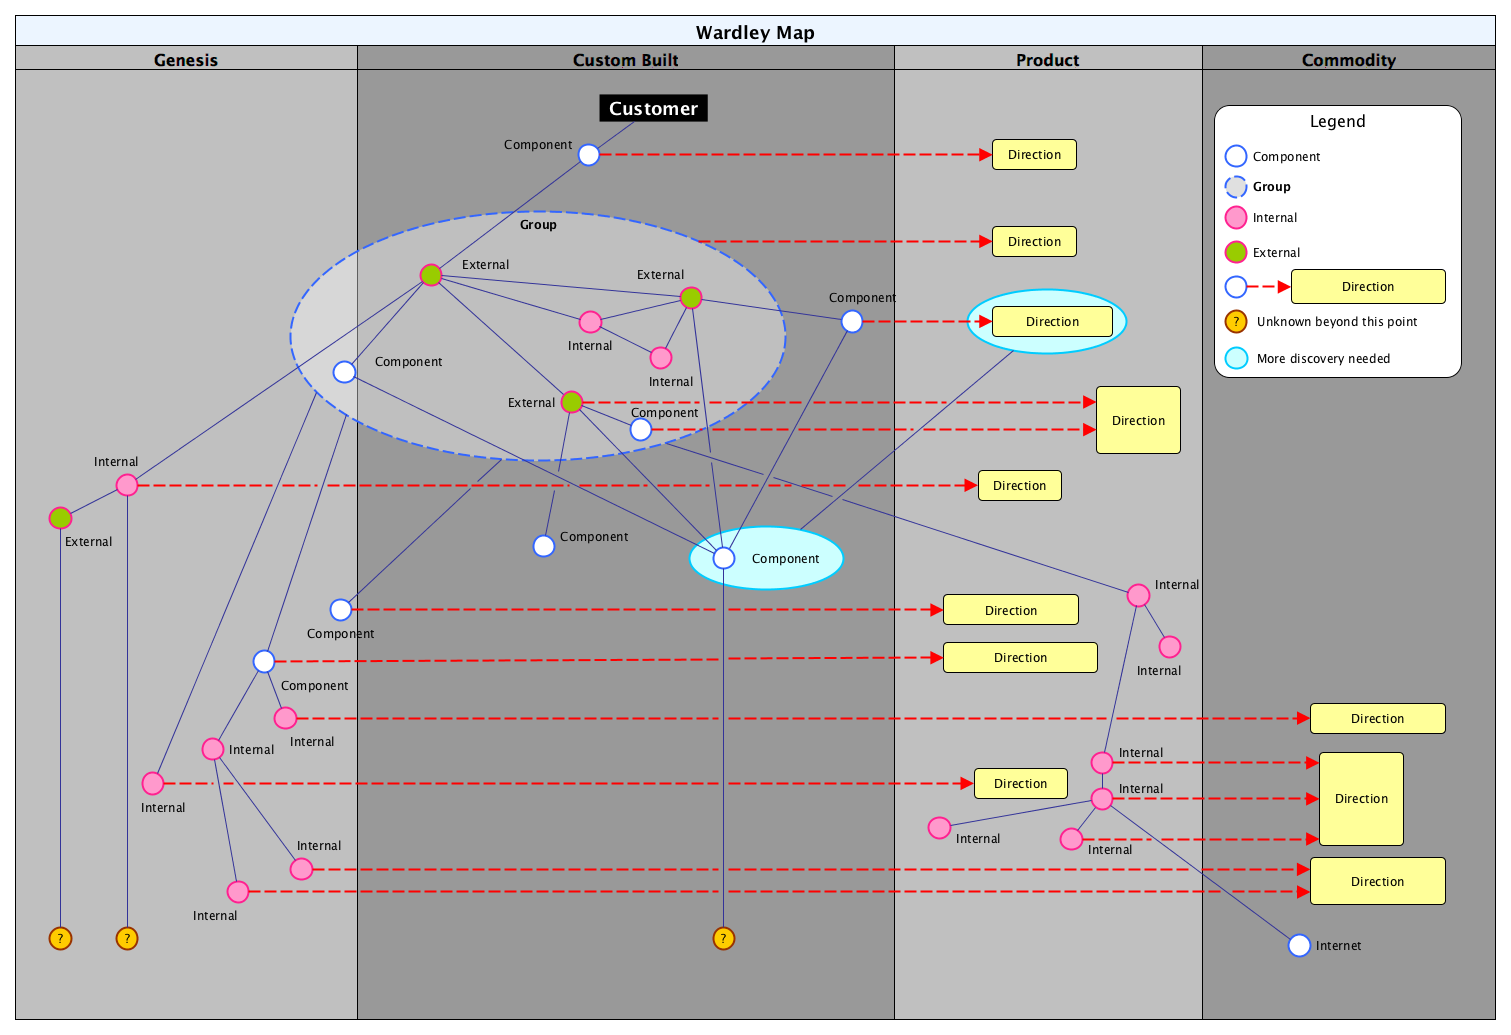 Wardley Map
Genesis
Custom Built
Product
Commodity
Customer
Legend
Component
Group
Internal
External
Direction
? Unknown beyond this point
More discovery needed
Component
Direction
Group
Direction
External
External
Component
Direction
Internal
Component
Internal
External
Component
Direction
Internal
Direction
External
Component
Component
Internal
Direction
Component
Direction
Internal
Component
Direction
Internal
Internal
Internal
Direction
Internal
Direction
Internal
Direction
Internal
Internal
Internal
Internal
Direction
Internal
?
?
?
Internet